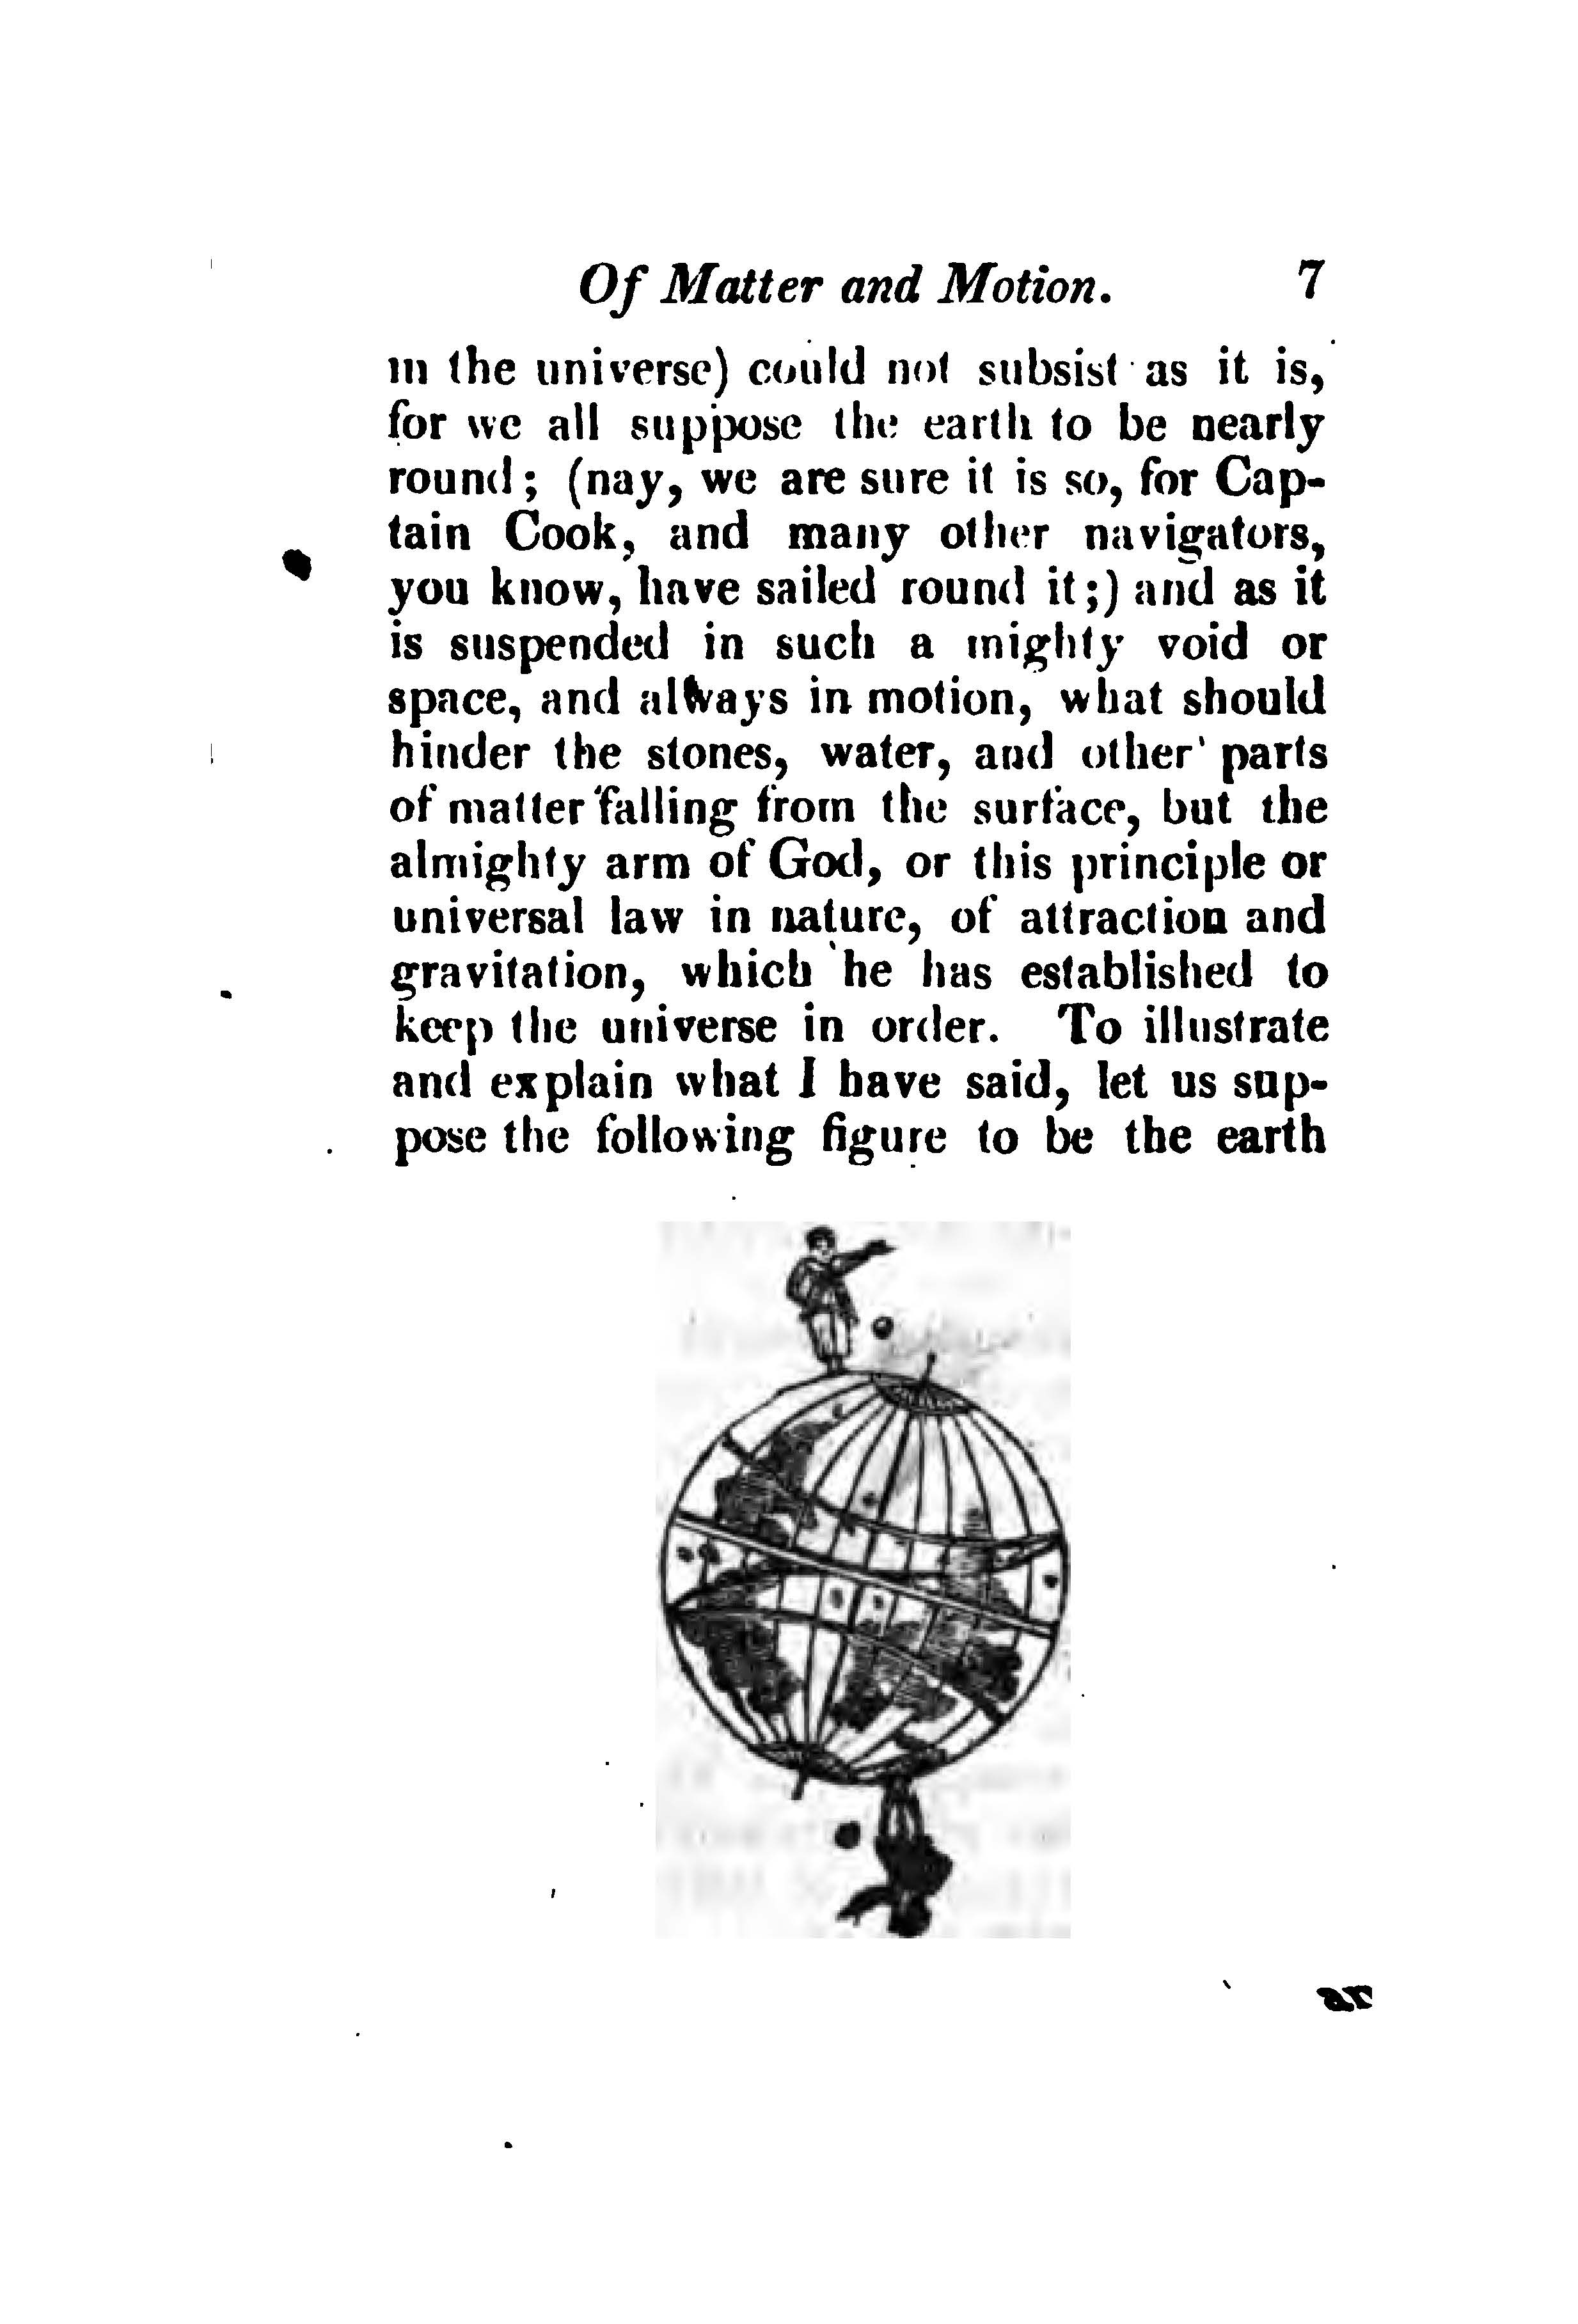 Of Matter and Motion. 7
in the universe) could not subsist as it is,
for we all suppose the earth to be nearly
round; (nay, we are sure it is so, for Cap-
tain Cook, and many other navigators,
you know, have sailed round it;) and as it
is suspended in such a mighty void or
space, and always in motion, what should
hinder the stones, water, and other parts
of matter falling from the surface, but the
almighty arm of God, or this principle or
universal law in nature, of attraction and
gravitation, which he has established to
keep the universe in order. To illustrate
and explain what I have said, let us sup-
pose the following figure to be the earth